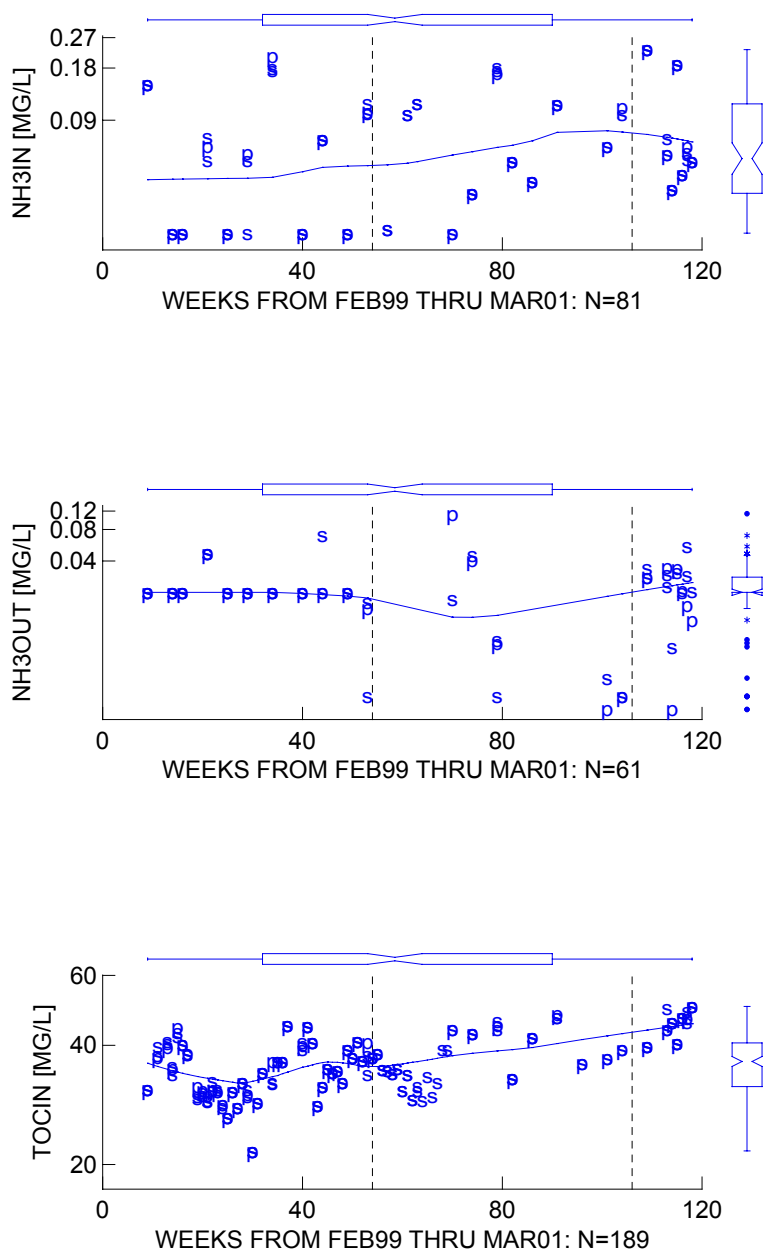 NH3IN [MG/L]
0.27
0.18
0.09
0 40 80 120
WEEKS FROM FEB99 THRU MAR01: N=81
NH3OUT [MG/L]
0.12
0.08
0.04
0 40 80 120
WEEKS FROM FEB99 THRU MAR01: N=61
TOCIN [MG/L]
60
40
20
0 40 80 120
WEEKS FROM FEB99 THRU MAR01: N=189